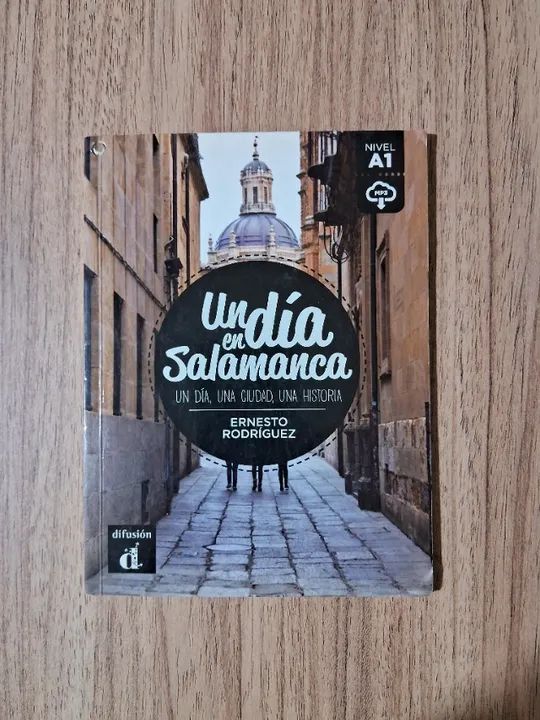 NIVEL
A1
MP3
Un día
en
Salamanca
UN DÍA, UNA CIUDAD, UNA HISTORIA
ERNESTO
RODRÍGUEZ
difusión
d